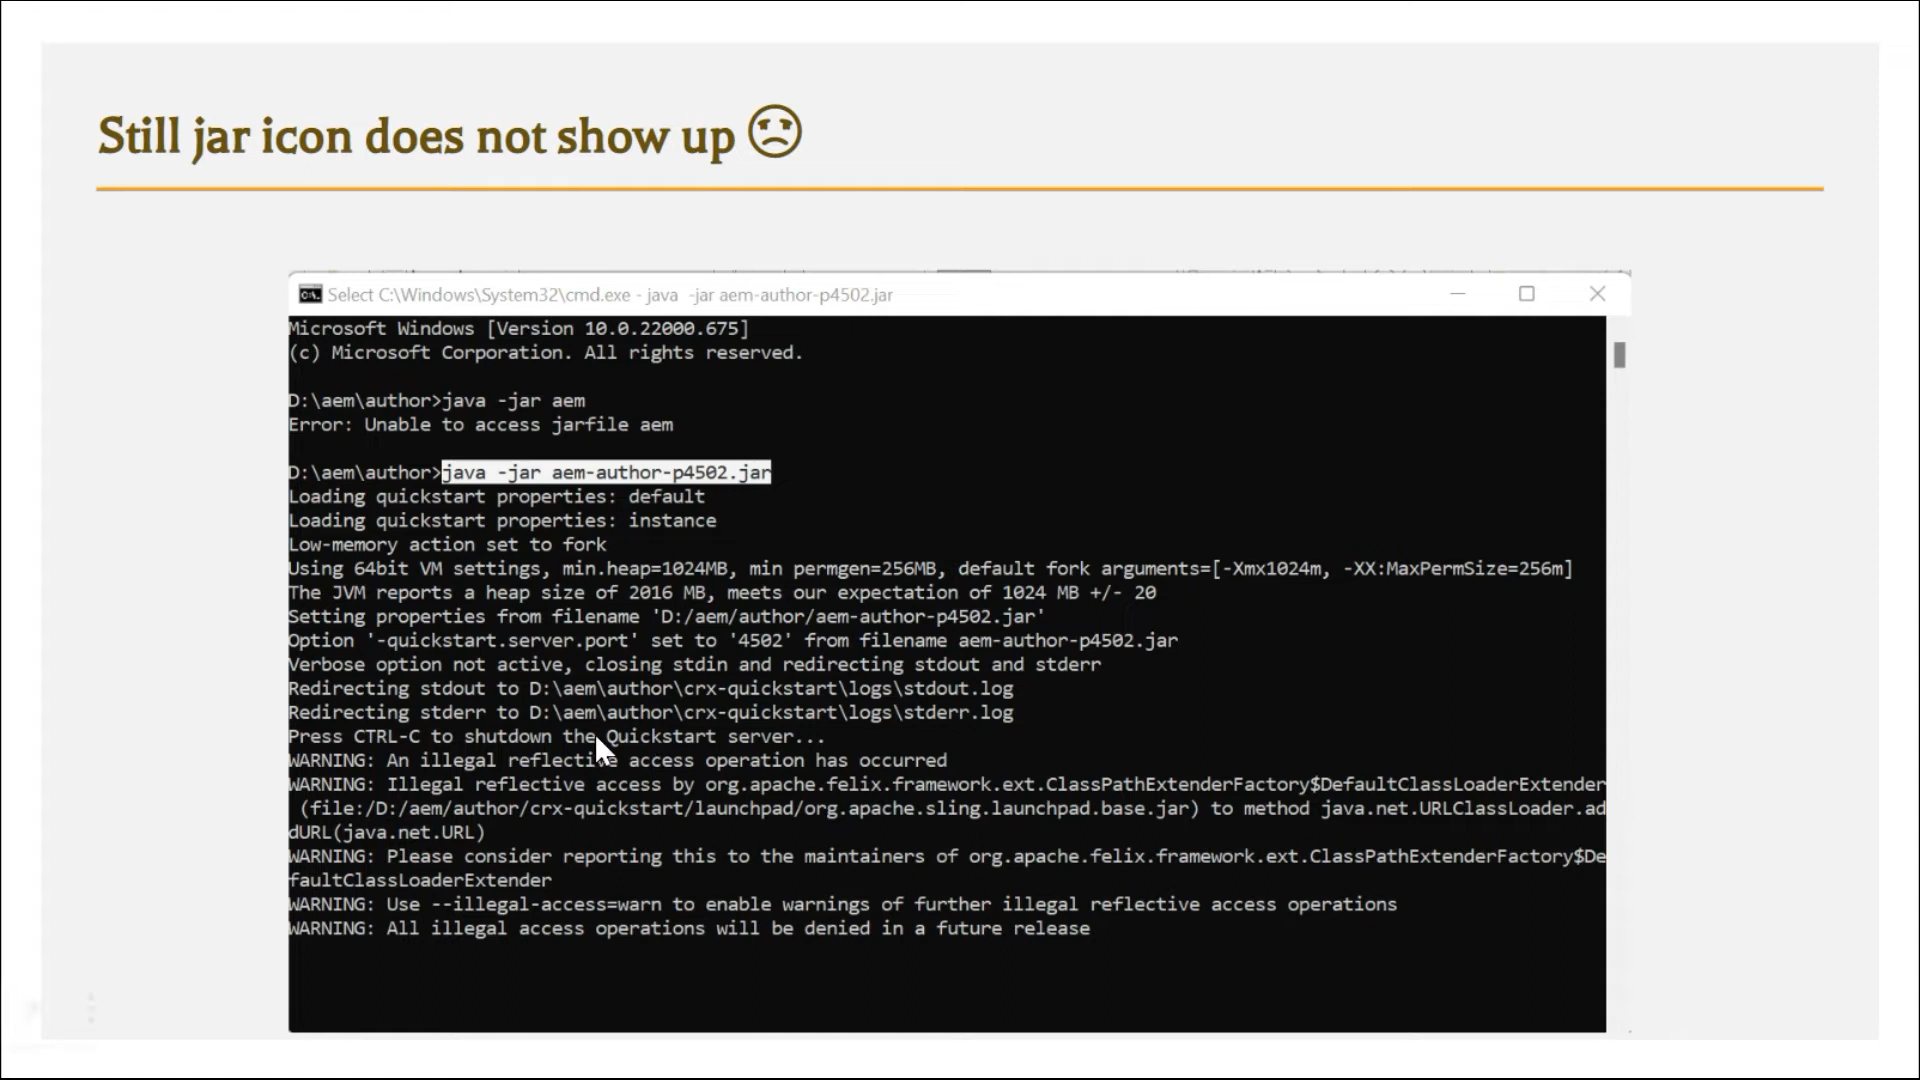 Still jar icon does not show up
Select C:\Windows\System32\cmd.exe - java  -jar aem-author-p4502.jar
Microsoft Windows [Version 10.0.22000.675]
(c) Microsoft Corporation. All rights reserved.
D:\aem\author>java -jar aem
Error: Unable to access jarfile aem
D:\aem\author>java -jar aem-author-p4502.jar
Loading quickstart properties: default
Loading quickstart properties: instance
Low-memory action set to fork
Using 64bit VM settings, min.heap=1024MB, min permgen=256MB, default fork arguments=[-Xmx1024m, -XX:MaxPermSize=256m]
The JVM reports a heap size of 2016 MB, meets our expectation of 1024 MB +/- 20
Setting properties from filename 'D:/aem/author/aem-author-p4502.jar'
Option '-quickstart.server.port' set to '4502' from filename aem-author-p4502.jar
Verbose option not active, closing stdin and redirecting stdout and stderr
Redirecting stdout to D:\aem\author\crx-quickstart\logs\stdout.log
Redirecting stderr to D:\aem\author\crx-quickstart\logs\stderr.log
Press CTRL-C to shutdown the Quickstart server...
WARNING: An illegal reflective access operation has occurred
WARNING: Illegal reflective access by org.apache.felix.framework.ext.ClassPathExtenderFactory$DefaultClassLoaderExtender
(file:/D:/aem/author/crx-quickstart/launchpad/org.apache.sling.launchpad.base.jar) to method java.net.URLClassLoader.ad
dURL(java.net.URL)
WARNING: Please consider reporting this to the maintainers of org.apache.felix.framework.ext.ClassPathExtenderFactory$De
faultClassLoaderExtender
WARNING: Use --illegal-access=warn to enable warnings of further illegal reflective access operations
WARNING: All illegal access operations will be denied in a future release